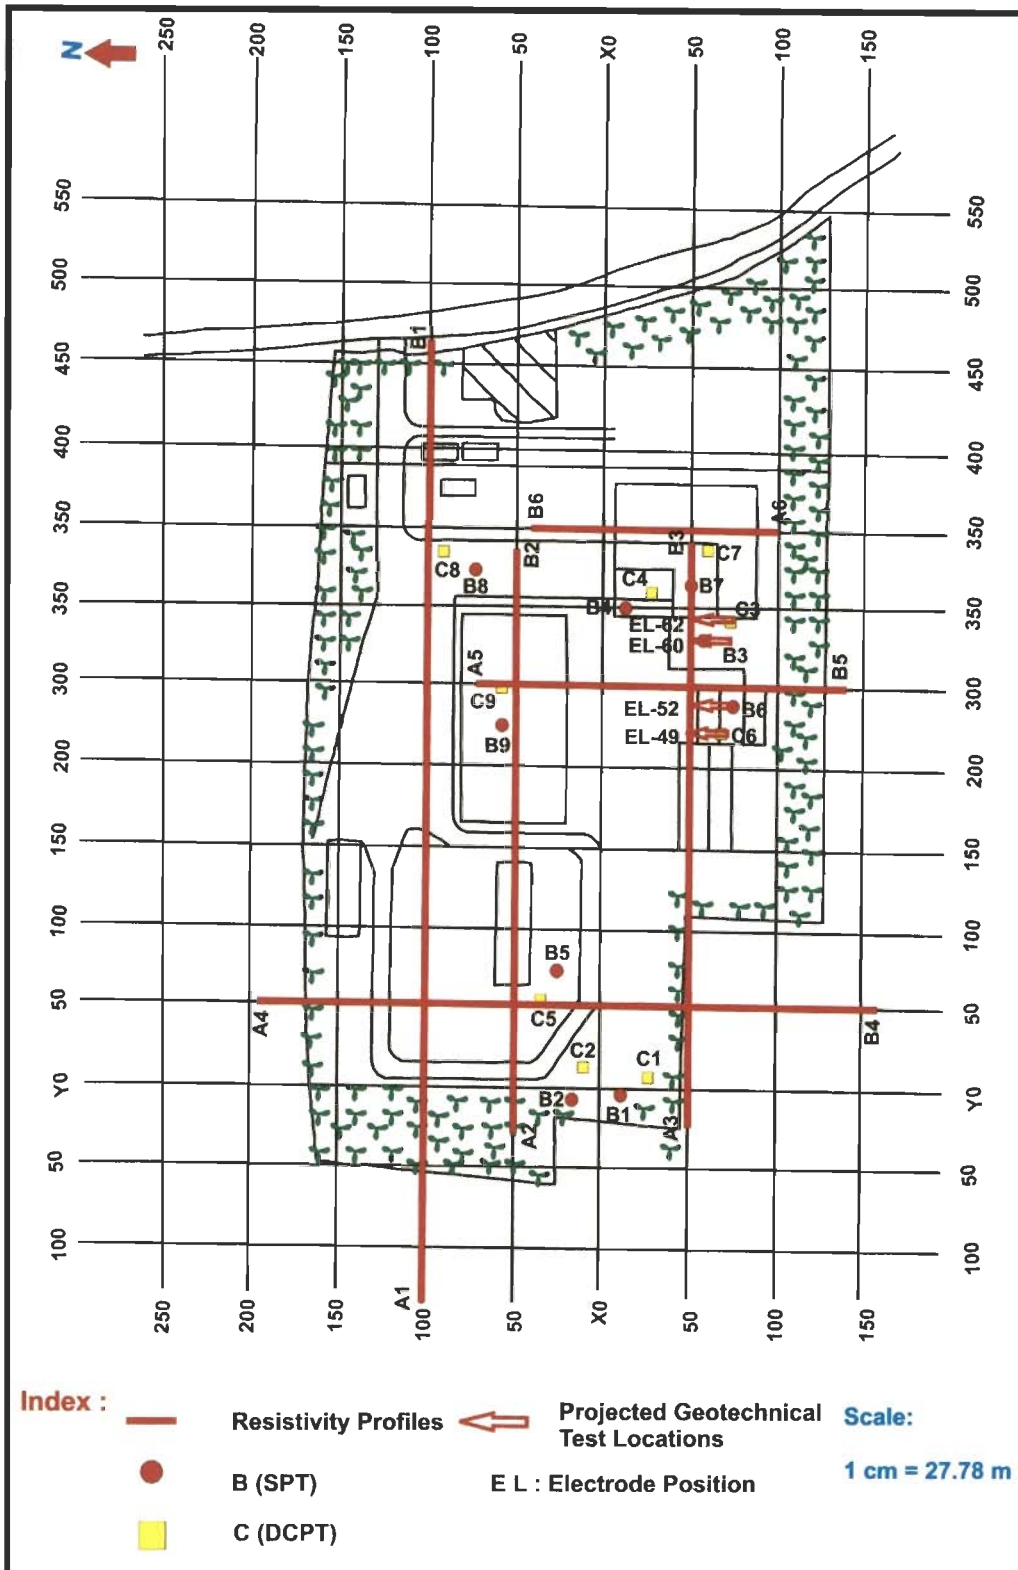 N
250
200
150
100
50
X0
50
100
150
550
550
500
500
450
B1
450
400
400
350
B6
A6
350
B2
B3
C8
C7
B8
C4
B7
350
B4
C3
350
EL-62
EL-60
B3
A5
300
B5
300
C9
EL-52
B6
B9
EL-49
C6
200
200
150
150
100
100
B5
50
A4
C5
B4
50
C2
C1
Y0
B2
B1
Y0
A2
A3
50
50
100
100
A1
250
200
150
100
50
X0
50
100
150
Index :
Resistivity Profiles
Projected Geotechnical
Test Locations
Scale:
1 cm = 27.78 m
B (SPT)
E L : Electrode Position
C (DCPT)